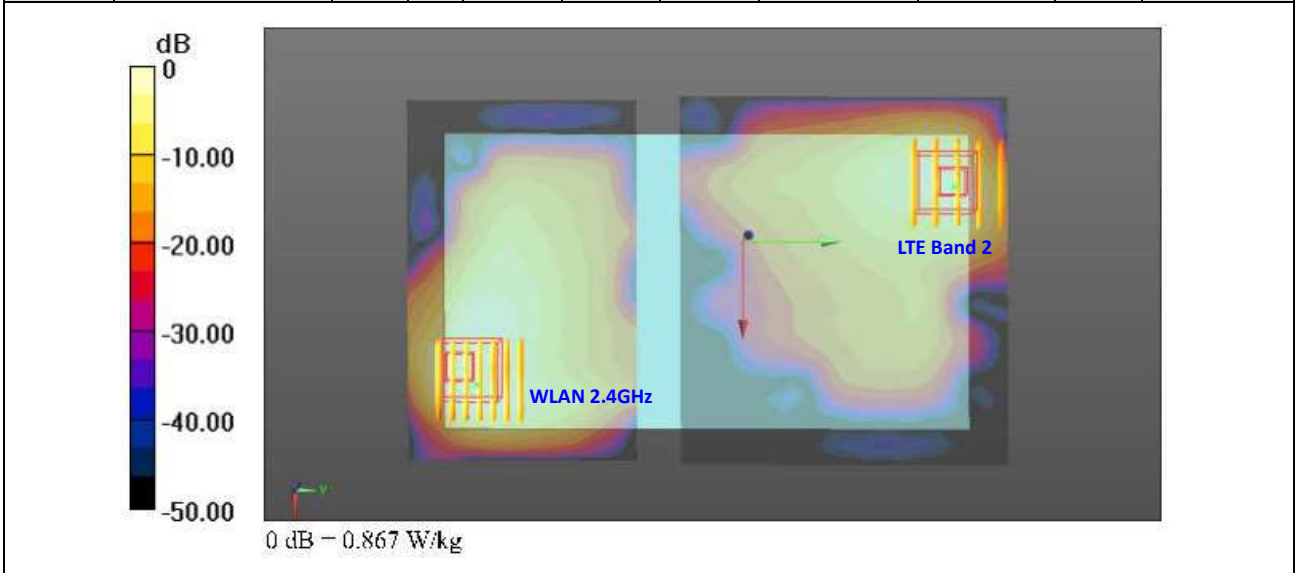 dB
0
-10.00
-20.00
-30.00
-40.00
-50.00
LTE Band 2
WLAN 2.4GHz
Y
0 dB = 0.867 W/kg